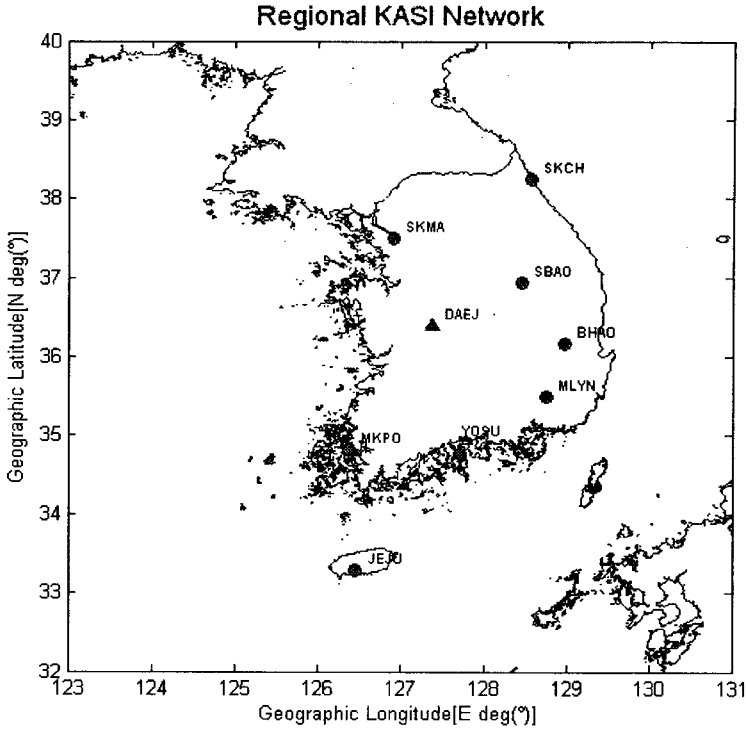 Regional KASI Network
40
39
38
37
36
35
34
33
32
Geographic Latitude[N deg(°)]
SKCH
SKMA
SBAO
DAEJ
BHAO
MLYN
MKPO
YOSU
JEJU
123 124 125 126 127 128 129 130 131
Geographic Longitude[E deg(°)]